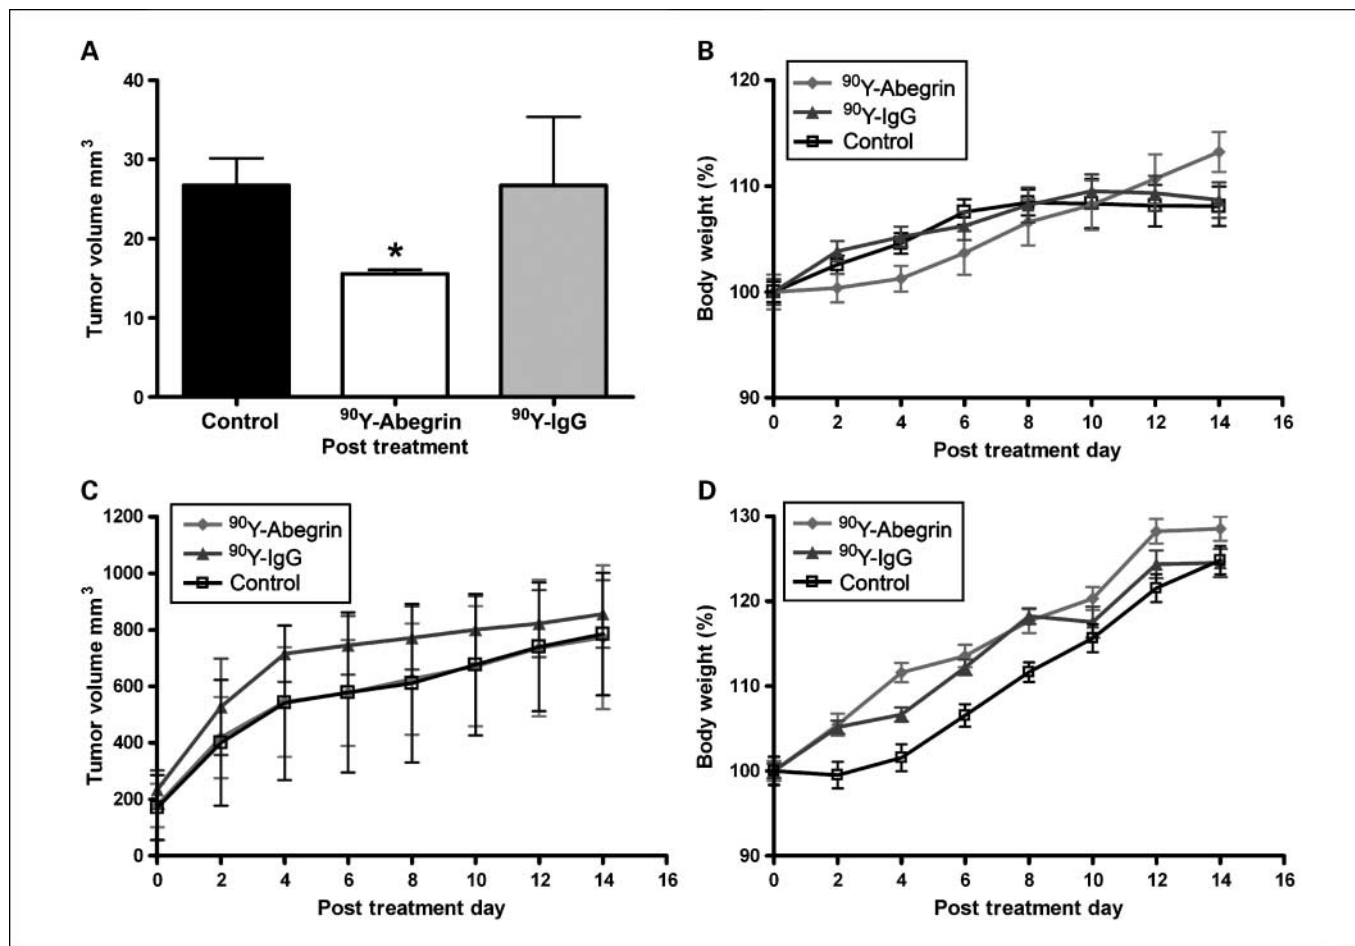 A
Tumor volume mm³
40
30
20
10
0
*
Control
⁹⁰Y-Abegrin
⁹⁰Y-IgG
Post treatment
B
Body weight (%)
120
110
100
90
⁹⁰Y-Abegrin
⁹⁰Y-IgG
Control
0 2 4 6 8 10 12 14 16
Post treatment day
C
Tumor volume mm³
1200
1000
800
600
400
200
0
⁹⁰Y-Abegrin
⁹⁰Y-IgG
Control
0 2 4 6 8 10 12 14 16
Post treatment day
D
Body weight (%)
130
120
110
100
90
⁹⁰Y-Abegrin
⁹⁰Y-IgG
Control
0 2 4 6 8 10 12 14 16
Post treatment day